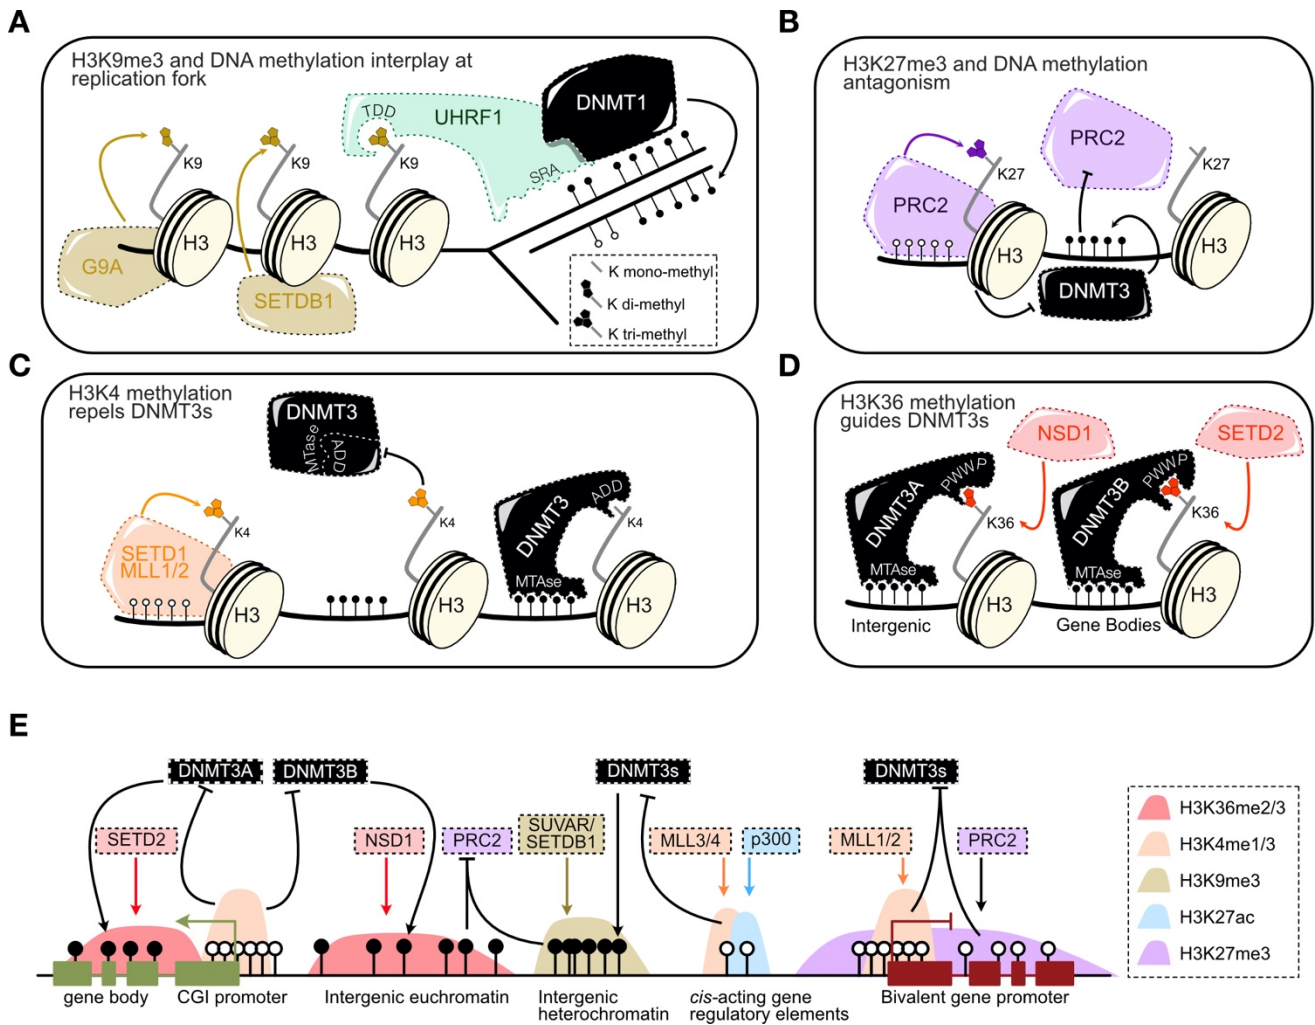 A
H3K9me3 and DNA methylation interplay at
replication fork
TDD
UHRF1
DNMT1
SRA
K9
K9
K9
H3
H3
H3
G9A
SETDB1
K mono-methyl
K di-methyl
K tri-methyl
B
H3K27me3 and DNA methylation
antagonism
PRC2
PRC2
K27
K27
H3
H3
DNMT3
C
H3K4 methylation
repels DNMT3s
DNMT3
MTase
ADD
SETD1
MLL1/2
K4
K4
K4
DNMT3
ADD
MTAse
H3
H3
H3
D
H3K36 methylation
guides DNMT3s
NSD1
SETD2
DNMT3A
PWWP
K36
MTAse
DNMT3B
PWWP
K36
MTAse
H3
H3
Intergenic
Gene Bodies
E
DNMT3A
DNMT3B
DNMT3s
DNMT3s
SETD2
NSD1
PRC2
SUVAR/
SETDB1
MLL3/4
p300
MLL1/2
PRC2
gene body
CGI promoter
Intergenic euchromatin
Intergenic
heterochromatin
cis-acting gene
regulatory elements
Bivalent gene promoter
H3K36me2/3
H3K4me1/3
H3K9me3
H3K27ac
H3K27me3